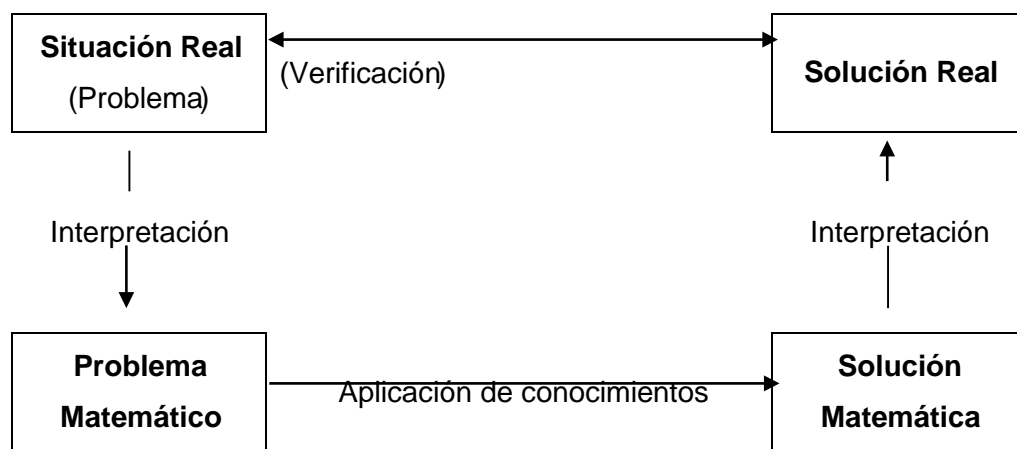 Situación Real
(Problema)
(Verificación)
Solución Real
Interpretación
Interpretación
Problema
Matemático
Aplicación de conocimientos
Solución
Matemática